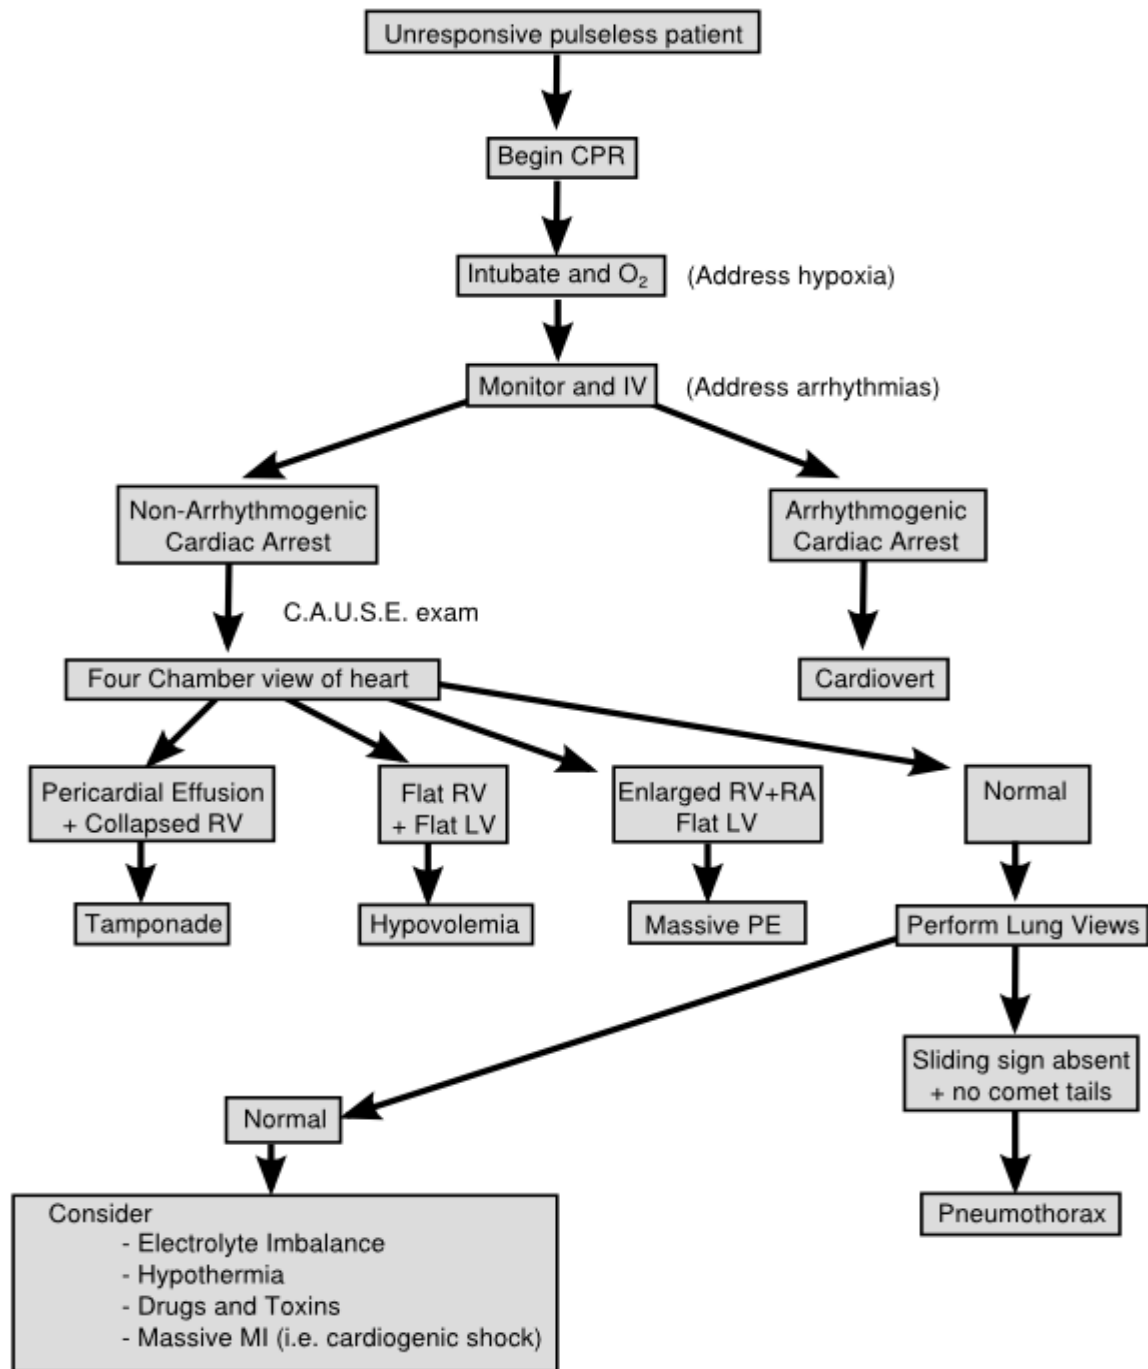 Unresponsive pulseless patient
Begin CPR
Intubate and O₂
(Address hypoxia)
Monitor and IV
(Address arrhythmias)
Non-Arrhythmogenic
Cardiac Arrest
Arrhythmogenic
Cardiac Arrest
C.A.U.S.E. exam
Four Chamber view of heart
Cardiovert
Pericardial Effusion
+ Collapsed RV
Flat RV
+ Flat LV
Enlarged RV+RA
Flat LV
Normal
Tamponade
Hypovolemia
Massive PE
Perform Lung Views
Sliding sign absent
+ no comet tails
Normal
Pneumothorax
Consider
- Electrolyte Imbalance
- Hypothermia
- Drugs and Toxins
- Massive MI (i.e. cardiogenic shock)